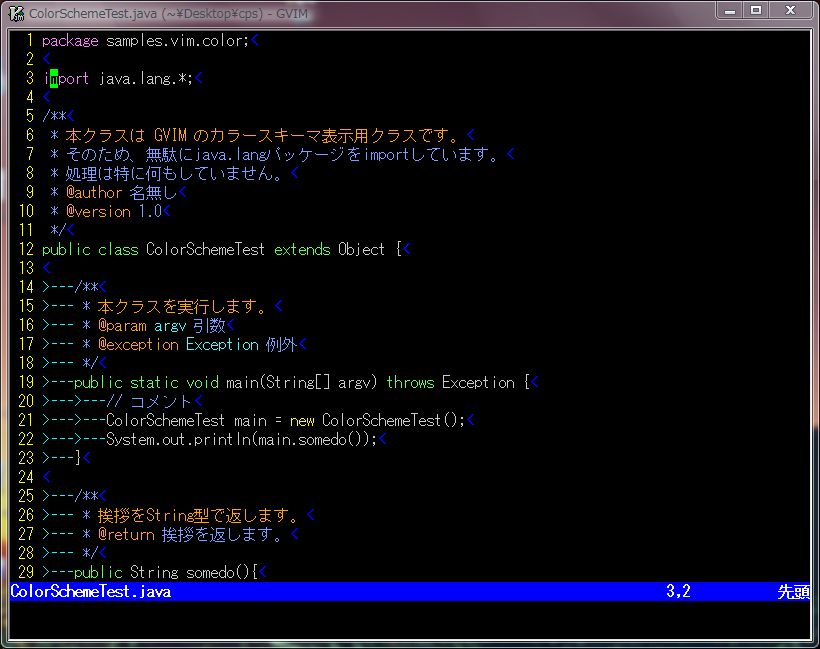 ColorSchemeTest.java (~¥Desktop¥cps) - GVIM
1 package samples.vim.color;<
2 <
3 import java.lang.*;<
4 <
5 /**<
6  * 本クラスは GVIM のカラースキーマ表示用クラスです。<
7  * そのため、無駄にjava.langパッケージをimportしています。<
8  * 処理は特に何もしていません。<
9  * @author 名無し<
10  * @version 1.0<
11  */<
12 public class ColorSchemeTest extends Object {<
13 <
14 >---/**<
15 >--- * 本クラスを実行します。<
16 >--- * @param argv 引数<
17 >--- * @exception Exception 例外<
18 >--- */<
19 >---public static void main(String[] argv) throws Exception {<
20 >--->---// コメント<
21 >--->---ColorSchemeTest main = new ColorSchemeTest();<
22 >--->---System.out.println(main.somedo());<
23 >---}<
24 <
25 >---/**<
26 >--- * 挨拶をString型で返します。<
27 >--- * @return 挨拶を返します。<
28 >--- */<
29 >---public String somedo(){<
ColorSchemeTest.java 3,2 先頭